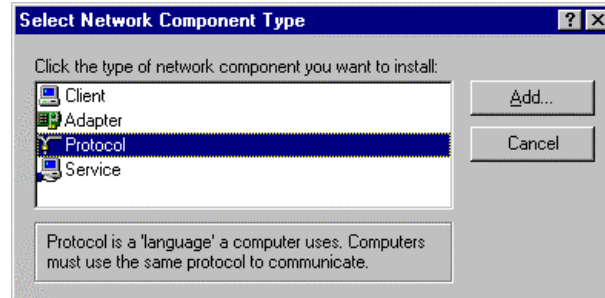 Select Network Component Type
Click the type of network component you want to install:
Client
Adapter
Protocol
Service
Add...
Cancel
Protocol is a 'language' a computer uses. Computers
must use the same protocol to communicate.